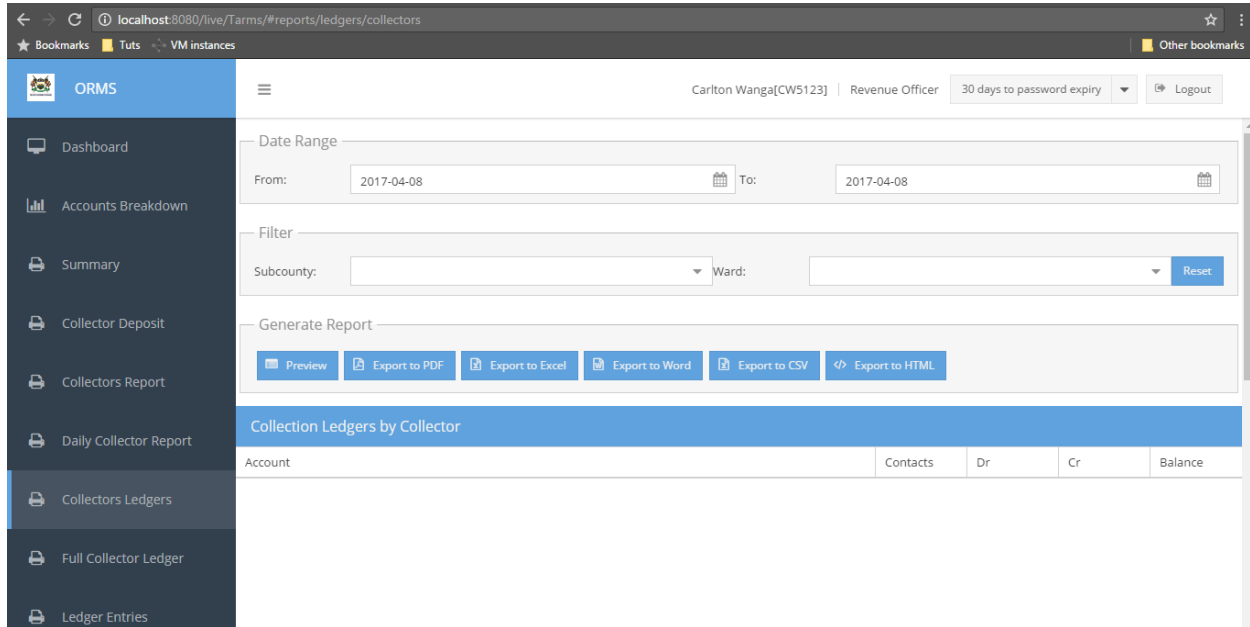 localhost:8080/live/Tarms/#reports/ledgers/collectors
Bookmarks Tuts VM instances Other bookmarks
ORMS Carlton Wanga[CW5123] Revenue Officer 30 days to password expiry Logout
Dashboard
Accounts Breakdown
Summary
Collector Deposit
Collectors Report
Daily Collector Report
Collectors Ledgers
Full Collector Ledger
Ledger Entries
Date Range
From: 2017-04-08 To: 2017-04-08
Filter
Subcounty: Ward: Reset
Generate Report
Preview Export to PDF Export to Excel Export to Word Export to CSV Export to HTML
Collection Ledgers by Collector
Account Contacts Dr Cr Balance